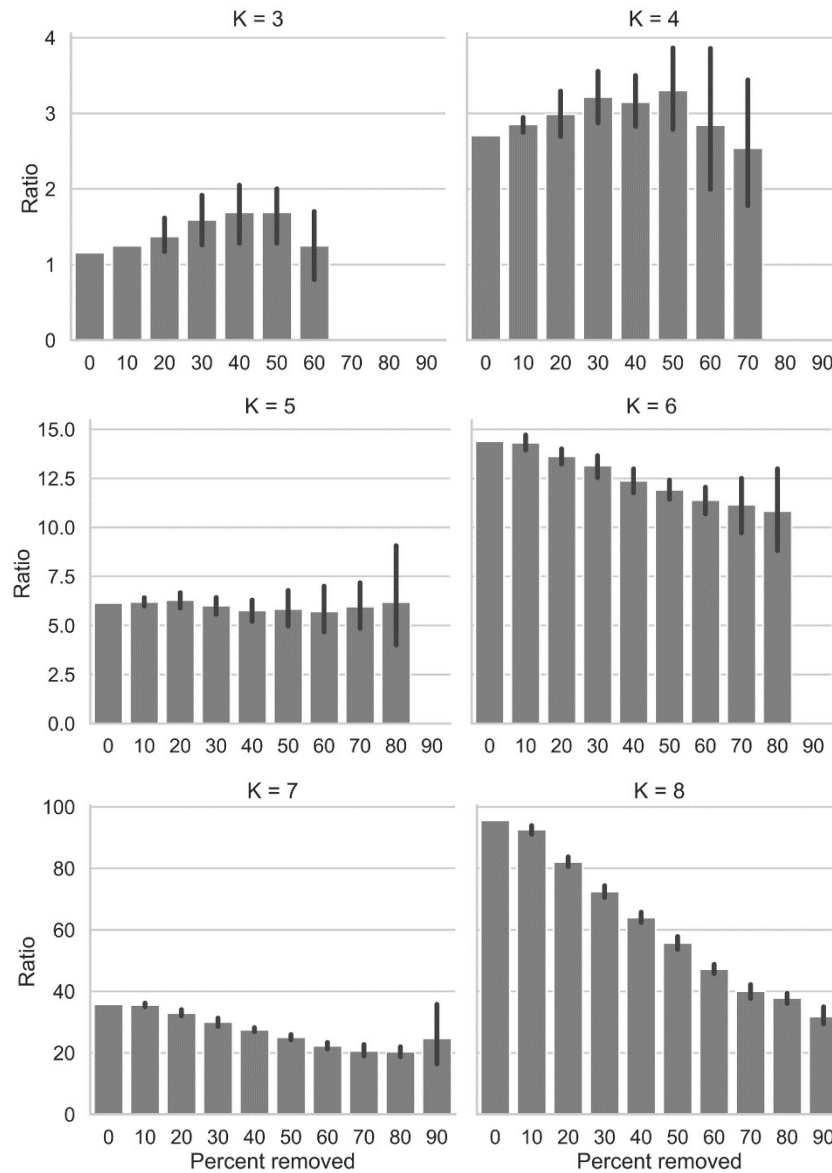 K = 3
K = 4
4
3
2
1
0
Ratio
0 10 20 30 40 50 60 70 80 90
0 10 20 30 40 50 60 70 80 90
K = 5
K = 6
15.0
12.5
10.0
7.5
5.0
2.5
0.0
Ratio
0 10 20 30 40 50 60 70 80 90
0 10 20 30 40 50 60 70 80 90
K = 7
K = 8
100
80
60
40
20
0
Ratio
0 10 20 30 40 50 60 70 80 90
0 10 20 30 40 50 60 70 80 90
Percent removed
Percent removed